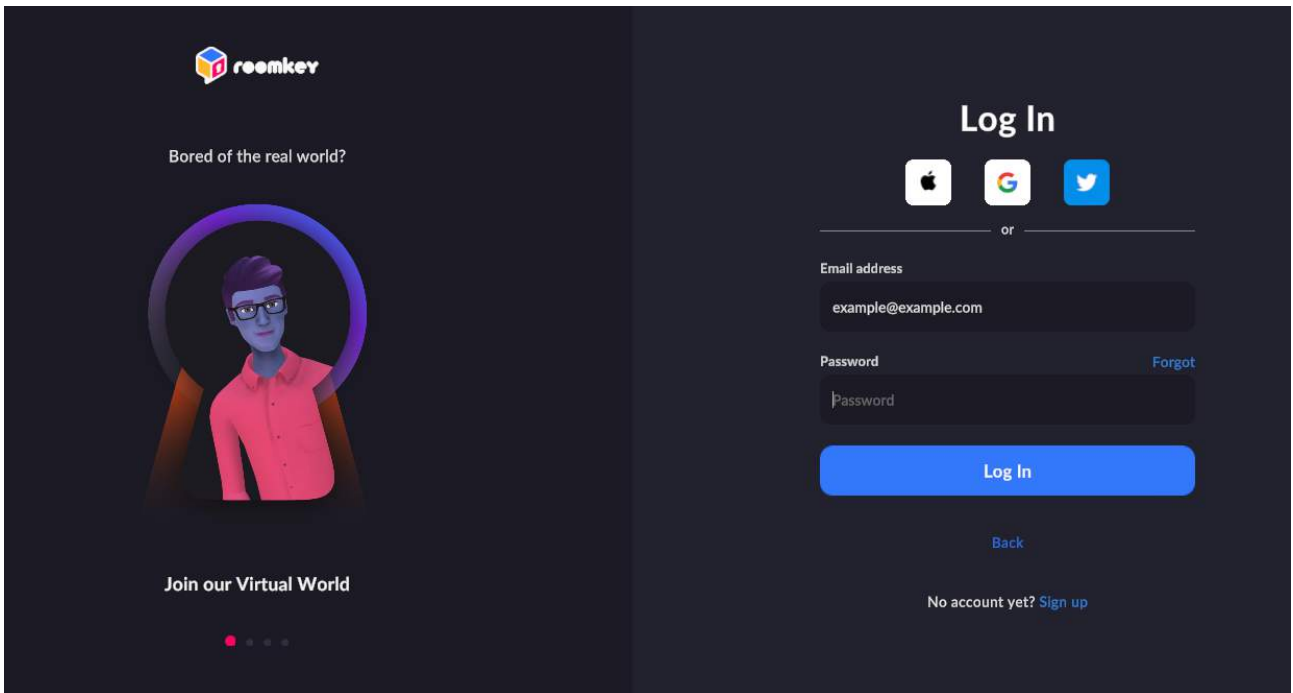 roomkey
Bored of the real world?
Join our Virtual World
Log In
or
Email address
example@example.com
Password
Forgot
Password
Log In
Back
No account yet? Sign up